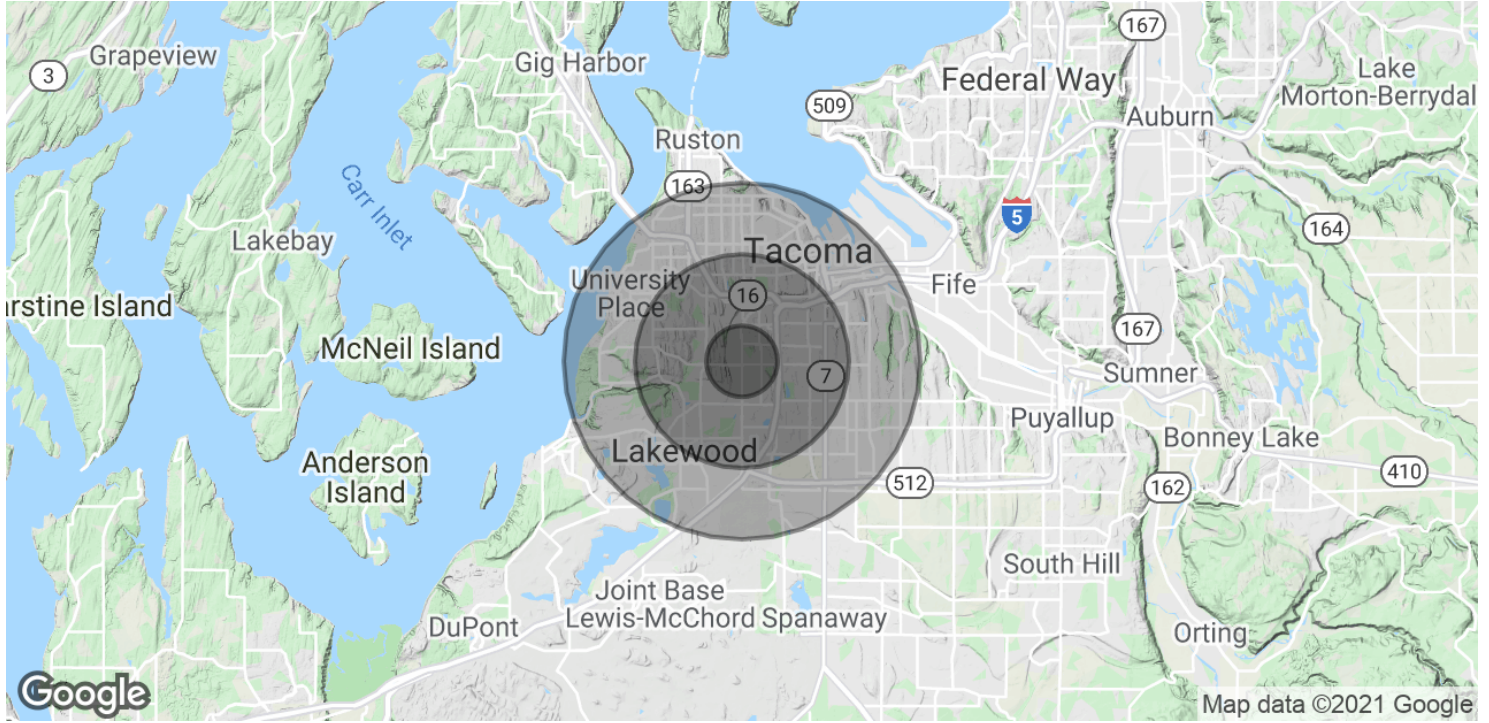 167
Grapeview
Gig Harbor
3
Federal Way
Lake
Morton-Berrydal
509
Auburn
Ruston
163
Carr Inlet
5
164
Lakebay
Tacoma
University
Place
Fife
16
arstine Island
167
McNeil Island
7
Sumner
Puyallup
Bonney Lake
Lakewood
Anderson
Island
410
512
162
South Hill
Joint Base
Lewis-McChord
Spanaway
DuPont
Orting
Google
Map data ©2021 Google